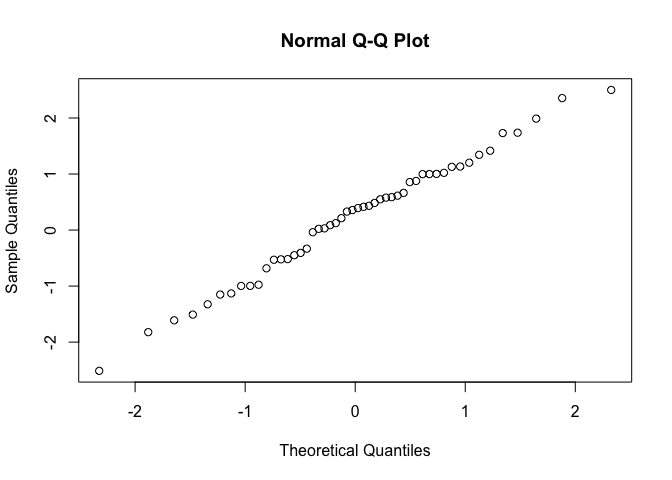 Normal Q-Q Plot
2
1
0
-1
-2
Sample Quantiles
-2 -1 0 1 2
Theoretical Quantiles